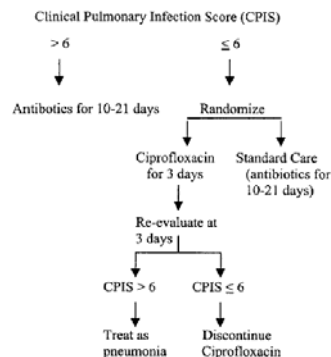 Clinical Pulmonary Infection Score (CPIS)
> 6
≤ 6
Antibotics for 10-21 days
Randomize
Ciprofloxacin
for 3 days
Standard Care
(antibiotics for
10-21 days)
Re-evaluate at
3 days
CPIS > 6
CPIS ≤ 6
Treat as
pneumonia
Discontinue
Ciprofloxacin